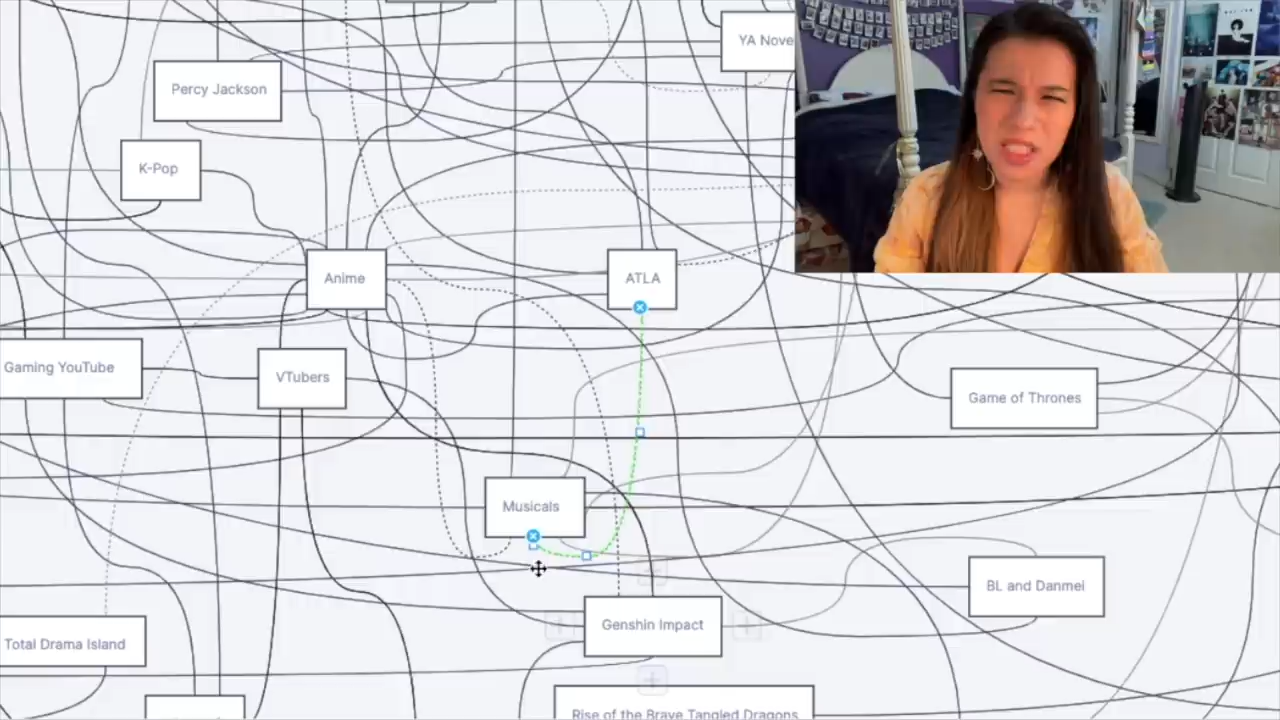 YA Nove
Percy Jackson
K-Pop
Anime
ATLA
Gaming YouTube
VTubers
Game of Thrones
Musicals
BL and Danmei
Genshin Impact
Total Drama Island
Rise of the Brave Tangled Dragons